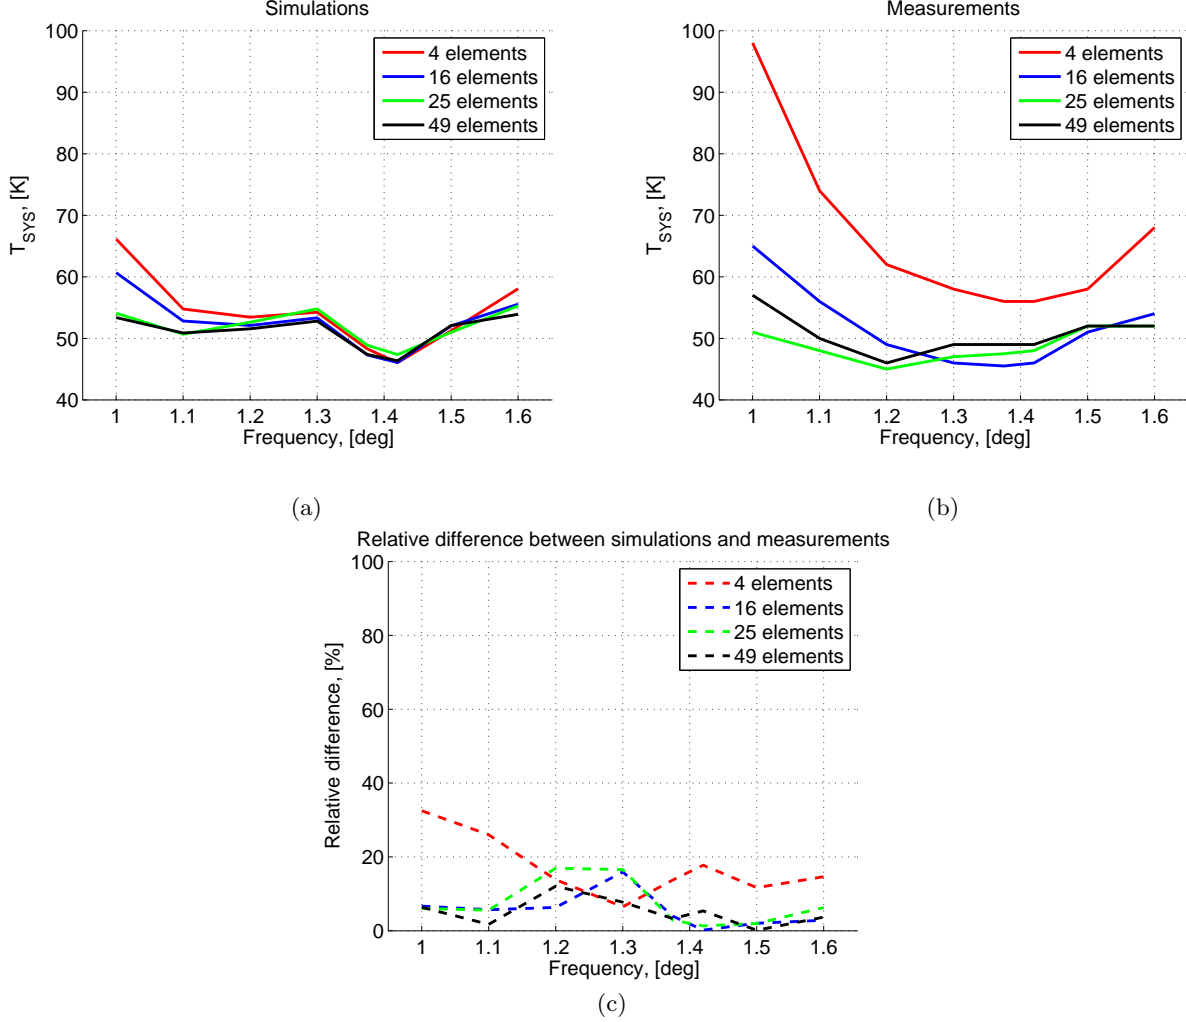 Simulations
100
90
80
70
60
50
40
T_SYS, [K]
4 elements
16 elements
25 elements
49 elements
1 1.1 1.2 1.3 1.4 1.5 1.6
Frequency, [deg]
(a)
Measurements
100
90
80
70
60
50
40
T_SYS, [K]
4 elements
16 elements
25 elements
49 elements
1 1.1 1.2 1.3 1.4 1.5 1.6
Frequency, [deg]
(b)
Relative difference between simulations and measurements
100
80
60
40
20
0
Relative difference, [%]
4 elements
16 elements
25 elements
49 elements
1 1.1 1.2 1.3 1.4 1.5 1.6
Frequency, [deg]
(c)